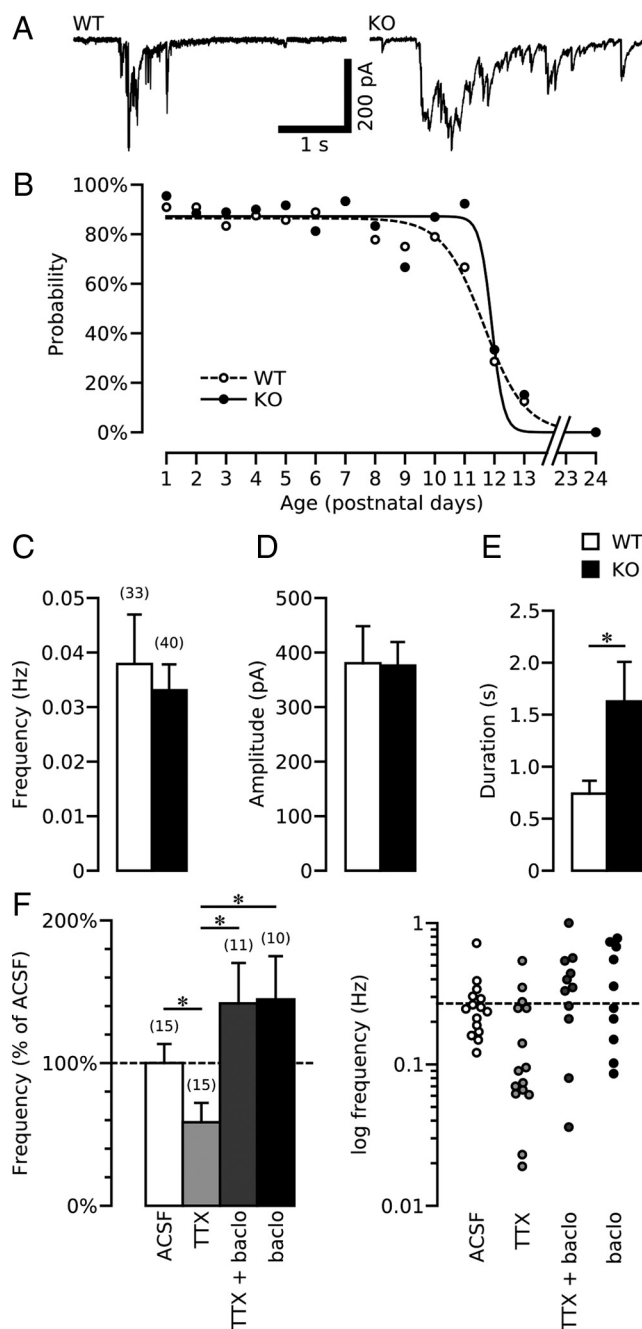 A
WT
KO
200 pA
1 s
B
100%
80%
60%
40%
20%
0%
Probability
WT
KO
1 2 3 4 5 6 7 8 9 10 11 12 13 23 24
Age (postnatal days)
C
D
E
WT
KO
0.05
0.04
0.03
0.02
0.01
0
Frequency (Hz)
(33)
(40)
500
400
300
200
100
0
Amplitude (pA)
2.5
2.0
1.5
1.0
0.5
0
Duration (s)
*
F
200%
100%
0%
Frequency (% of ACSF)
(15)
*
(15)
*
(11)
*
(10)
ACSF
TTX
TTX + baclo
baclo
1
0.1
0.01
log frequency (Hz)
ACSF
TTX
TTX + baclo
baclo